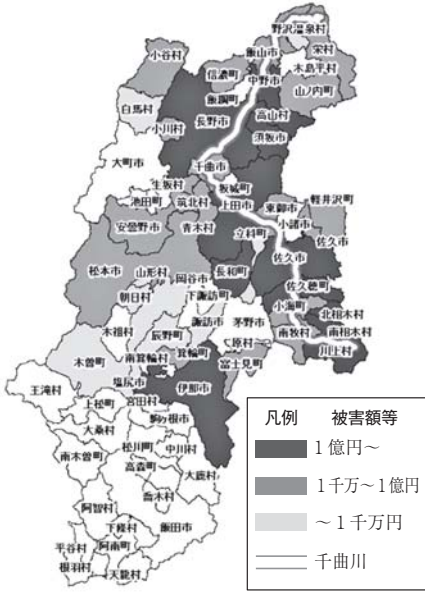 野沢温泉村
小谷村
飯山市
栄村
信濃町
中野市
木島平村
山ノ内町
白馬村
飯綱町
高山村
小川村
長野市
須坂市
大町市
千曲市
生坂村
坂城町
軽井沢町
池田町
筑北村
上田市
東御市
安曇野市
青木村
小諸市
立科町
佐久市
佐久市
松本市
山形村
長和町
岡谷市
佐久穂町
朝日村
下諏訪町
小海町
北相木村
木祖村
諏訪市
茅野市
辰野町
南牧村
南相木村
木曽町
南箕輪村
箕輪町
原村
川上村
塩尻市
富士見町
王滝村
伊那市
上松町
宮田村
駒ヶ根市
大桑村
松川町
中川村
南木曽町
高森町
大鹿村
喬木村
阿智村
下條村
飯田市
平谷村
阿南町
根羽村
天龍村
凡例 被害額等
1億円～
1千万～1億円
～1千万円
千曲川